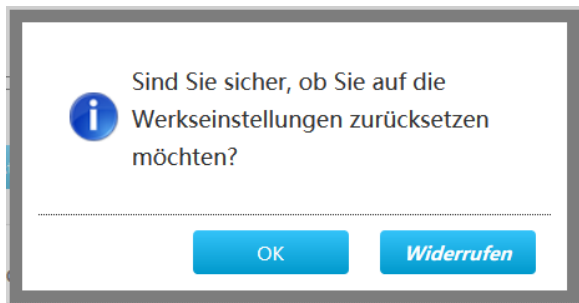 Sind Sie sicher, ob Sie auf die
Werkseinstellungen zurücksetzen
möchten?
OK
Widerrufen